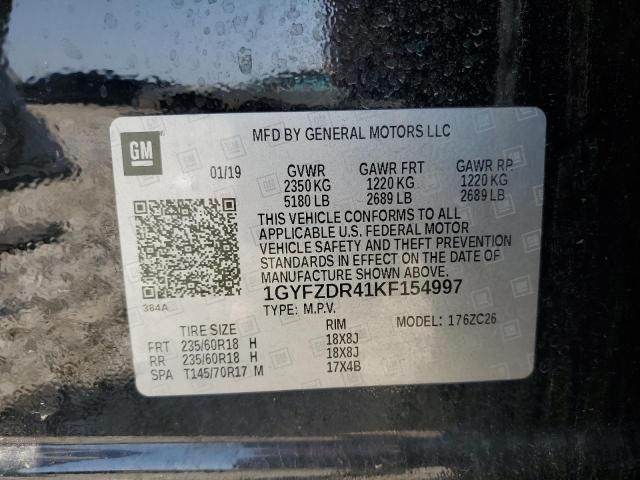 GM
MFD BY GENERAL MOTORS LLC
01/19 GVWR GAWR FRT GAWR RR
2350 KG 1220 KG 1220 KG
5180 LB 2689 LB 2689 LB
THIS VEHICLE CONFORMS TO ALL
APPLICABLE U.S. FEDERAL MOTOR
VEHICLE SAFETY AND THEFT PREVENTION
STANDARDS IN EFFECT ON THE DATE OF
MANUFACTURE SHOWN ABOVE.
1GYFZDR41KF154997
384A
TYPE: M.P.V. MODEL: 176ZC26
TIRE SIZE RIM
FRT 235/60R18 H 18X8J
RR 235/60R18 H 18X8J
SPA T145/70R17 M 17X4B